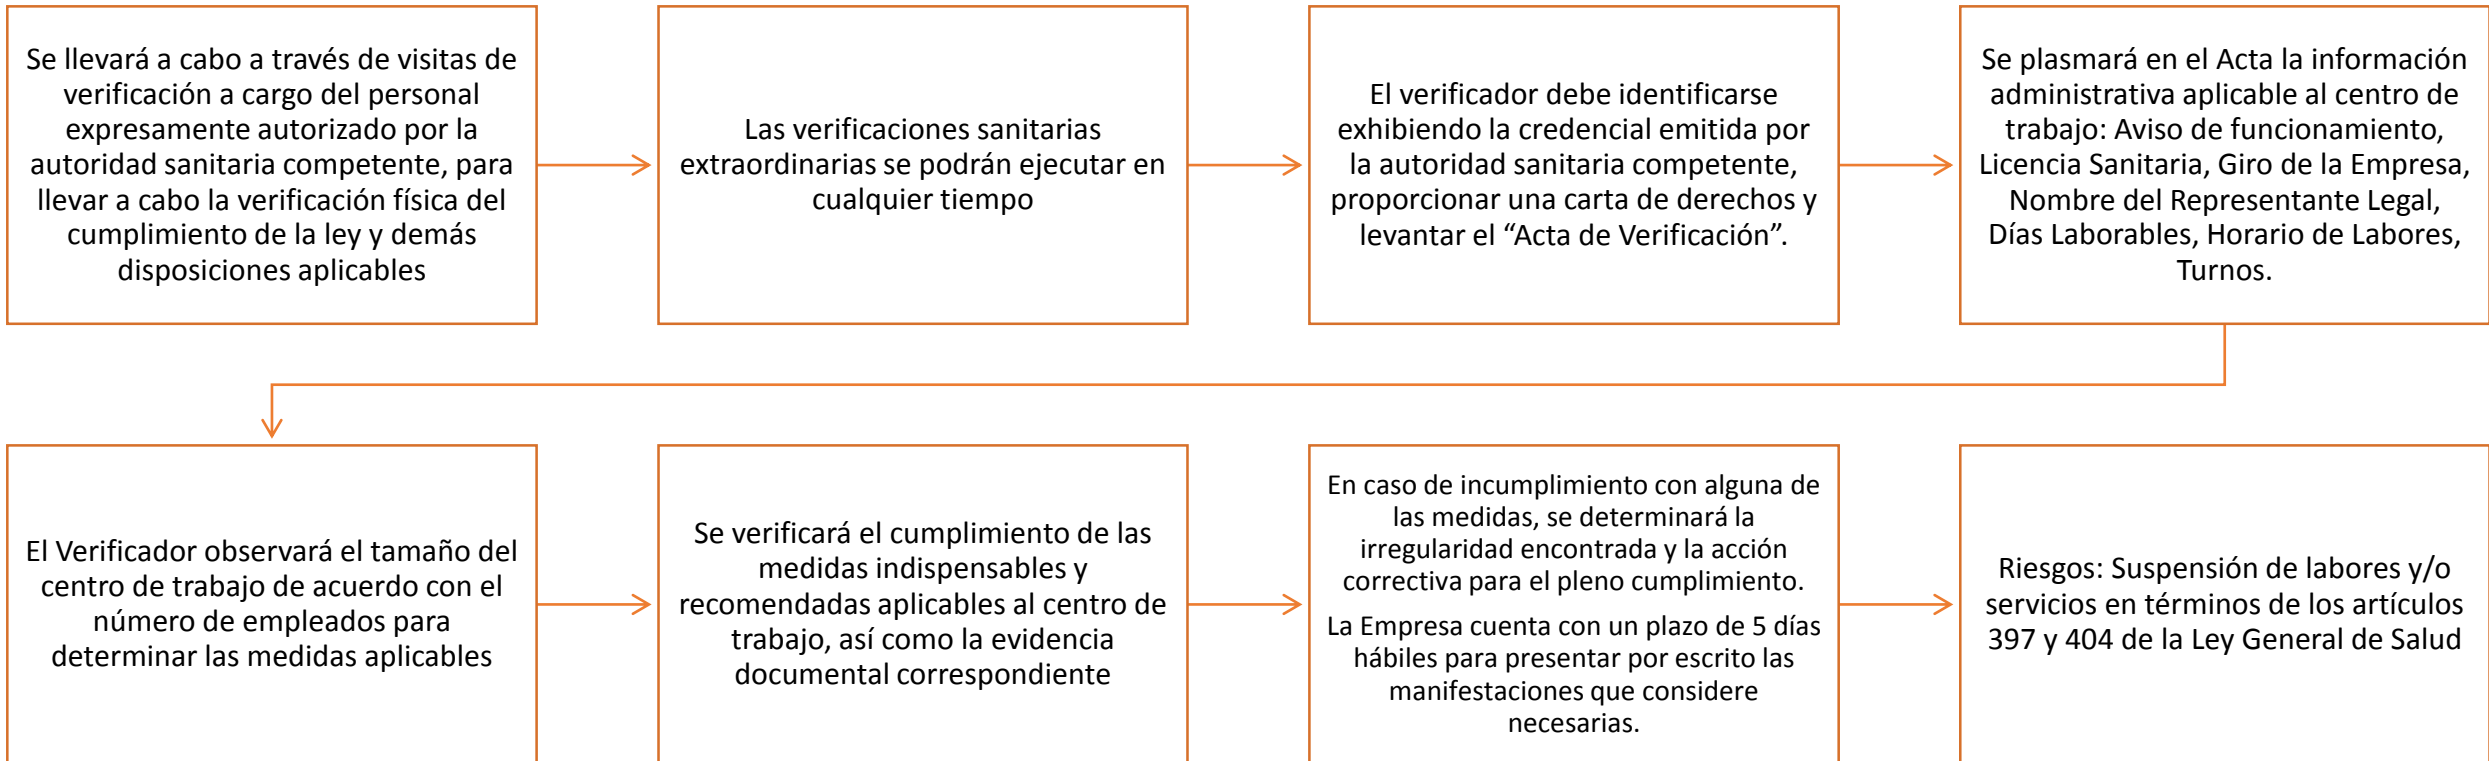 Se llevará a cabo a través de visitas de
verificación a cargo del personal
expresamente autorizado por la
autoridad sanitaria competente, para
llevar a cabo la verificación física del
cumplimiento de la ley y demás
disposiciones aplicables
Las verificaciones sanitarias
extraordinarias se podrán ejecutar en
cualquier tiempo
El verificador debe identificarse
exhibiendo la credencial emitida por
la autoridad sanitaria competente,
proporcionar una carta de derechos y
levantar el “Acta de Verificación”.
Se plasmará en el Acta la información
administrativa aplicable al centro de
trabajo: Aviso de funcionamiento,
Licencia Sanitaria, Giro de la Empresa,
Nombre del Representante Legal,
Días Laborables, Horario de Labores,
Turnos.
El Verificador observará el tamaño del
centro de trabajo de acuerdo con el
número de empleados para
determinar las medidas aplicables
Se verificará el cumplimiento de las
medidas indispensables y
recomendadas aplicables al centro de
trabajo, así como la evidencia
documental correspondiente
En caso de incumplimiento con alguna de
las medidas, se determinará la
irregularidad encontrada y la acción
correctiva para el pleno cumplimiento.
La Empresa cuenta con un plazo de 5 días
hábiles para presentar por escrito las
manifestaciones que considere
necesarias.
Riesgos: Suspensión de labores y/o
servicios en términos de los artículos
397 y 404 de la Ley General de Salud